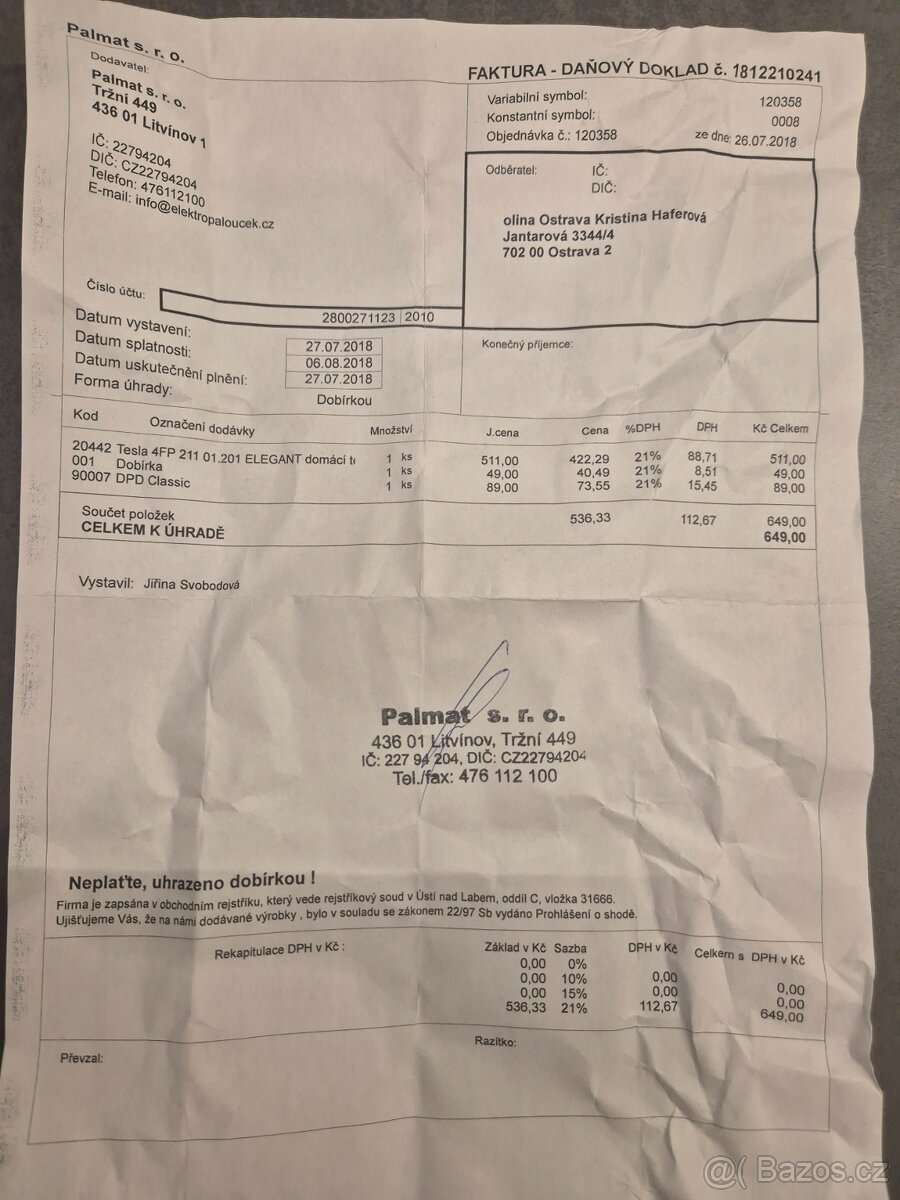 Palmat s. r. o.
Dodavatel:
Palmat s. r. o.
Tržní 449
436 01 Litvínov 1
IČ: 22794204
DIČ: CZ22794204
Telefon: 476112100
E-mail: info@elektropaloucek.cz
FAKTURA - DAŇOVÝ DOKLAD č. 1812210241
Variabilní symbol: 120358
Konstantní symbol: 0008
Objednávka č.: 120358 ze dne: 26.07.2018
Odběratel: IČ:
DIČ:
olina Ostrava Kristina Haferová
Jantarová 3344/4
702 00 Ostrava 2
Číslo účtu: 2800271123 2010
Datum vystavení: 27.07.2018
Datum splatnosti: 06.08.2018
Datum uskutečnění plnění: 27.07.2018
Forma úhrady: Dobírkou
Konečný příjemce:
Kod Označení dodávky Množství J.cena Cena %DPH DPH Kč Celkem
20442 Tesla 4FP 211 01.201 ELEGANT domácí te 1 ks 511,00 422,29 21% 88,71 511,00
001 Dobírka 1 ks 49,00 40,49 21% 8,51 49,00
90007 DPD Classic 1 ks 89,00 73,55 21% 15,45 89,00
Součet položek 536,33 112,67 649,00
CELKEM K ÚHRADĚ 649,00
Vystavil: Jiřina Svobodová
Palmat s. r. o.
436 01 Litvínov, Tržní 449
IČ: 227 94 204, DIČ: CZ22794204
Tel./fax: 476 112 100
Neplaťte, uhrazeno dobírkou !
Firma je zapsána v obchodním rejstříku, který vede rejstříkový soud v Ústí nad Labem, oddíl C, vložka 31666.
Ujišťujeme Vás, že na námi dodávané výrobky , bylo v souladu se zákonem 22/97 Sb vydáno Prohlášení o shodě.
Rekapitulace DPH v Kč : Základ v Kč Sazba DPH v Kč Celkem s DPH v Kč
0,00 0%
0,00 10% 0,00 0,00
0,00 15% 0,00 0,00
536,33 21% 112,67 649,00
Převzal: Razítko:
@( Bazos.cz